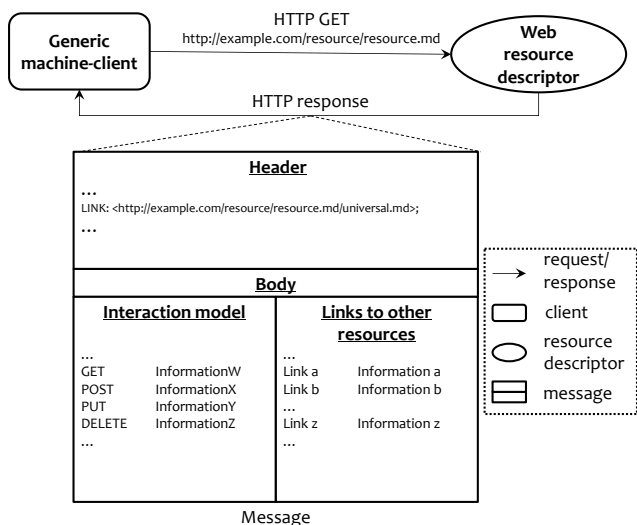 HTTP GET
http://example.com/resource/resource.md
Generic
machine-client
Web
resource
descriptor
HTTP response
Header
...
LINK: <http://example.com/resource/resource.md/universal.md>;
...
Body
Interaction model
...
GET InformationW
POST InformationX
PUT InformationY
DELETE InformationZ
...
Links to other
resources
...
Link a Information a
Link b Information b
...
Link z Information z
...
Message
request/
response
client
resource
descriptor
message